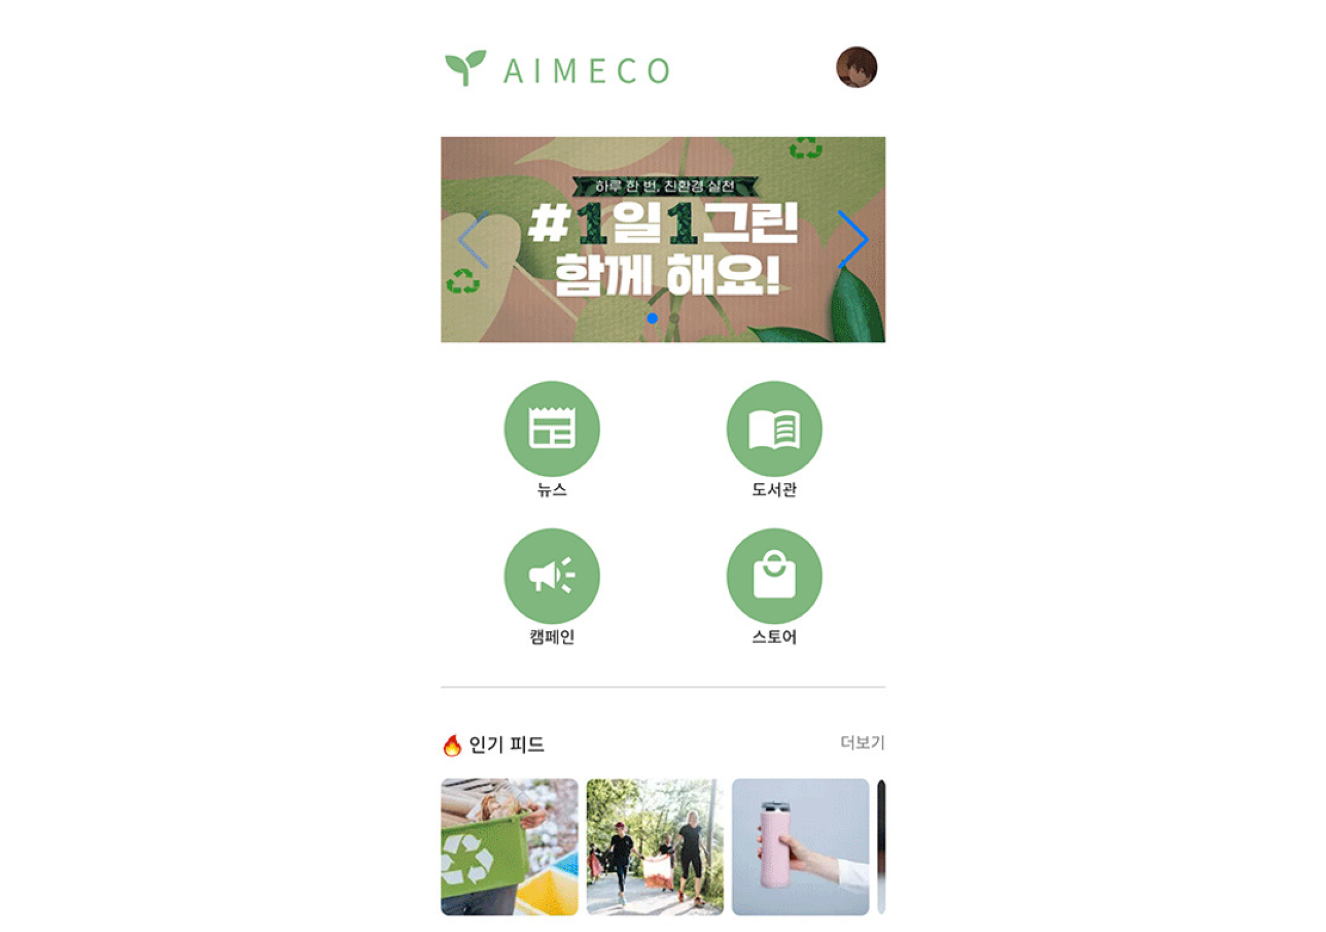 AIMECO
하루 한 번, 친환경 실천
#1일1그린
함께 해요!
뉴스
도서관
캠페인
스토어
인기 피드
더보기